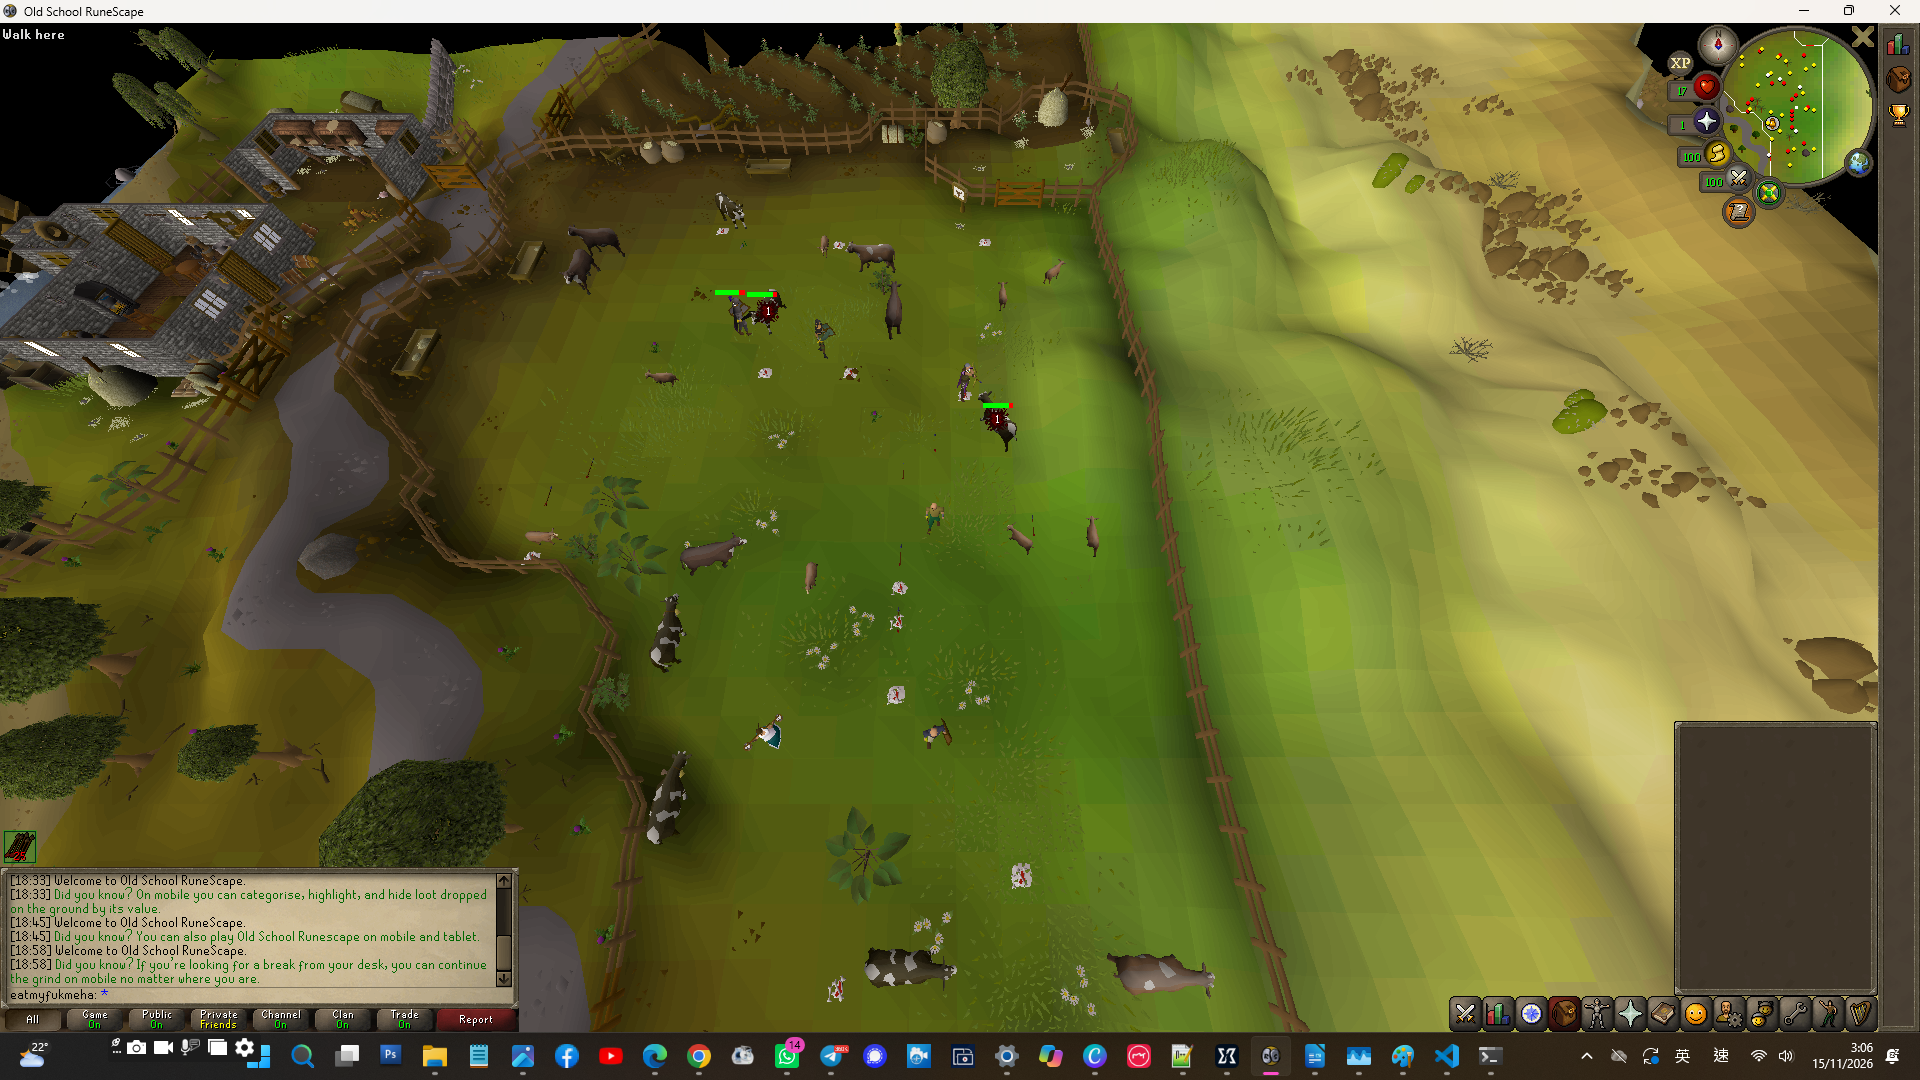 Old School RuneScape
Walk here
N
XP
17
1
100
100
1
1
[18:33] Welcome to Old School RuneScape.
[18:33] Did you know? On mobile you can categorise, highlight, and hide loot dropped
on the ground by its value.
[18:45] Welcome to Old School RuneScape.
[18:45] Did you know? You can also play Old School Runescape on mobile and tablet.
[18:58] Welcome to Old School RuneScape.
[18:58] Did you know? If you're looking for a break from your desk, you can continue
the grind on mobile no matter where you are.
eatmyfukmeha: *
All
Game
On
Public
On
Private
Friends
Channel
On
Clan
On
Trade
On
Report
22°
Ps
14
英
速
3:06
15/11/2026